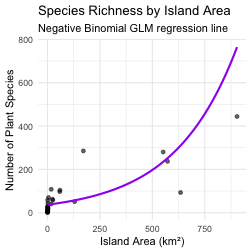 Species Richness by Island Area
Negative Binomial GLM regression line
Number of Plant Species
800
600
400
200
0
0
250
500
750
Island Area (km²)